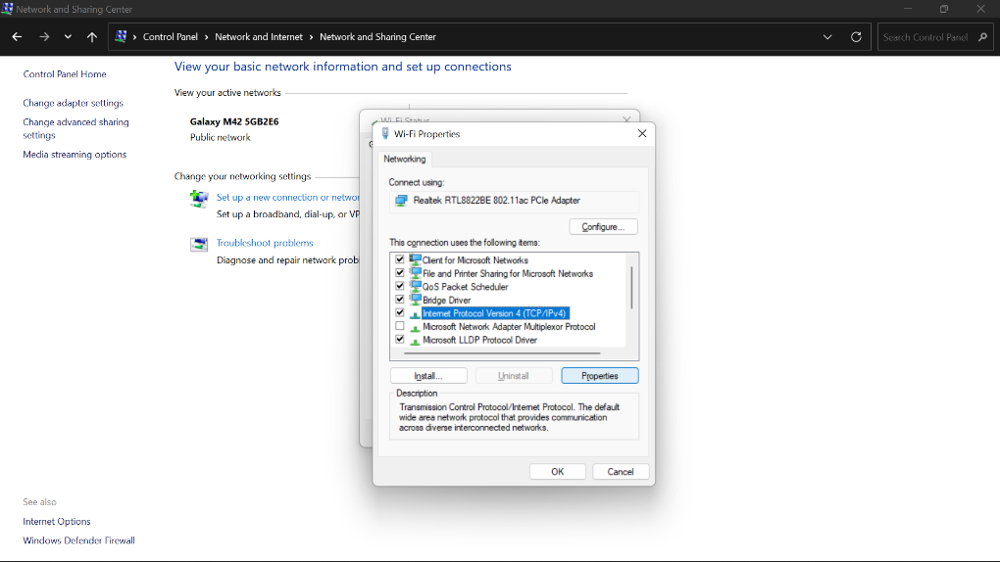 Network and Sharing Center
Control Panel
Network and Internet
Network and Sharing Center
Search Control Panel
Control Panel Home
Change adapter settings
Change advanced sharing
settings
Media streaming options
See also
Internet Options
Windows Defender Firewall
View your basic network information and set up connections
View your active networks
Galaxy M42 5GB2E6
Public network
Change your networking settings
Set up a new connection or networ
Set up a broadband, dial-up, or VP
Troubleshoot problems
Diagnose and repair network prob
Wi-Fi Status
Wi-Fi Properties
Networking
Connect using:
Realtek RTL8822BE 802.11ac PCIe Adapter
Configure...
This connection uses the following items:
Client for Microsoft Networks
File and Printer Sharing for Microsoft Networks
QoS Packet Scheduler
Bridge Driver
Internet Protocol Version 4 (TCP/IPv4)
Microsoft Network Adapter Multiplexor Protocol
Microsoft LLDP Protocol Driver
Install...
Uninstall
Properties
Description
Transmission Control Protocol/Internet Protocol. The default
wide area network protocol that provides communication
across diverse interconnected networks.
OK
Cancel